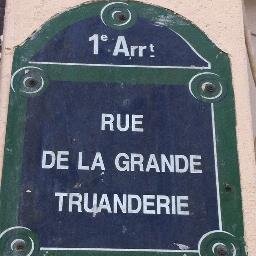 1e Arrt
RUE
DE LA GRANDE
TRUANDERIE